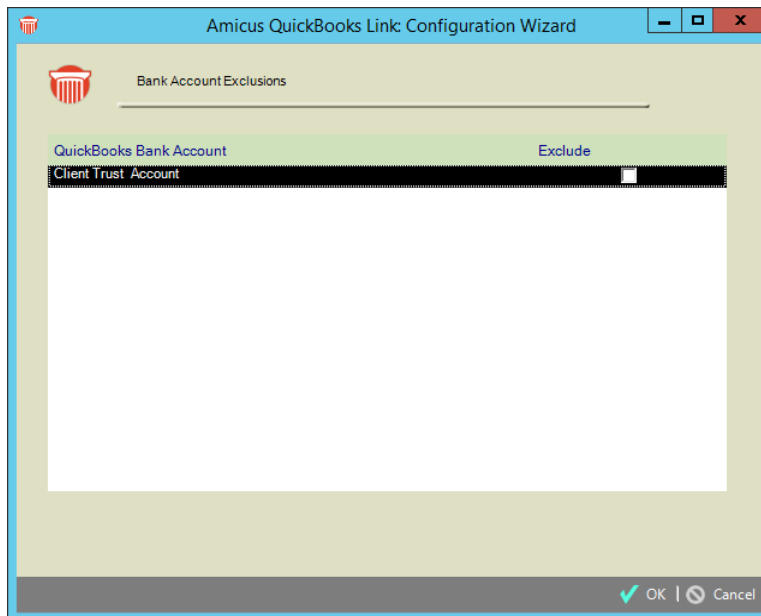 Amicus QuickBooks Link: Configuration Wizard
Bank Account Exclusions
QuickBooks Bank Account Exclude
Client Trust Account
OK | Cancel